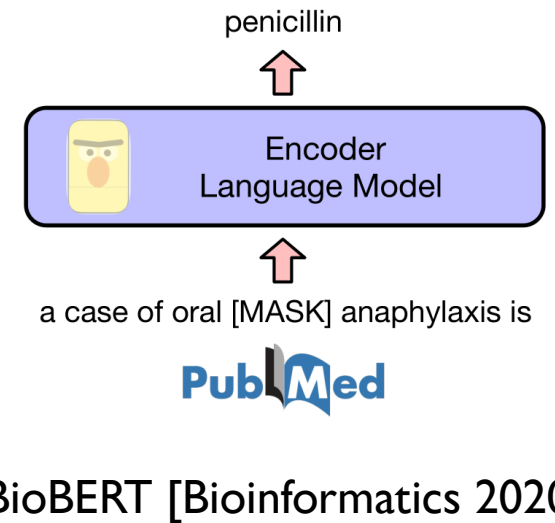 penicillin
Encoder
Language Model
a case of oral [MASK] anaphylaxis is
PubMed
BioBERT [Bioinformatics 2020